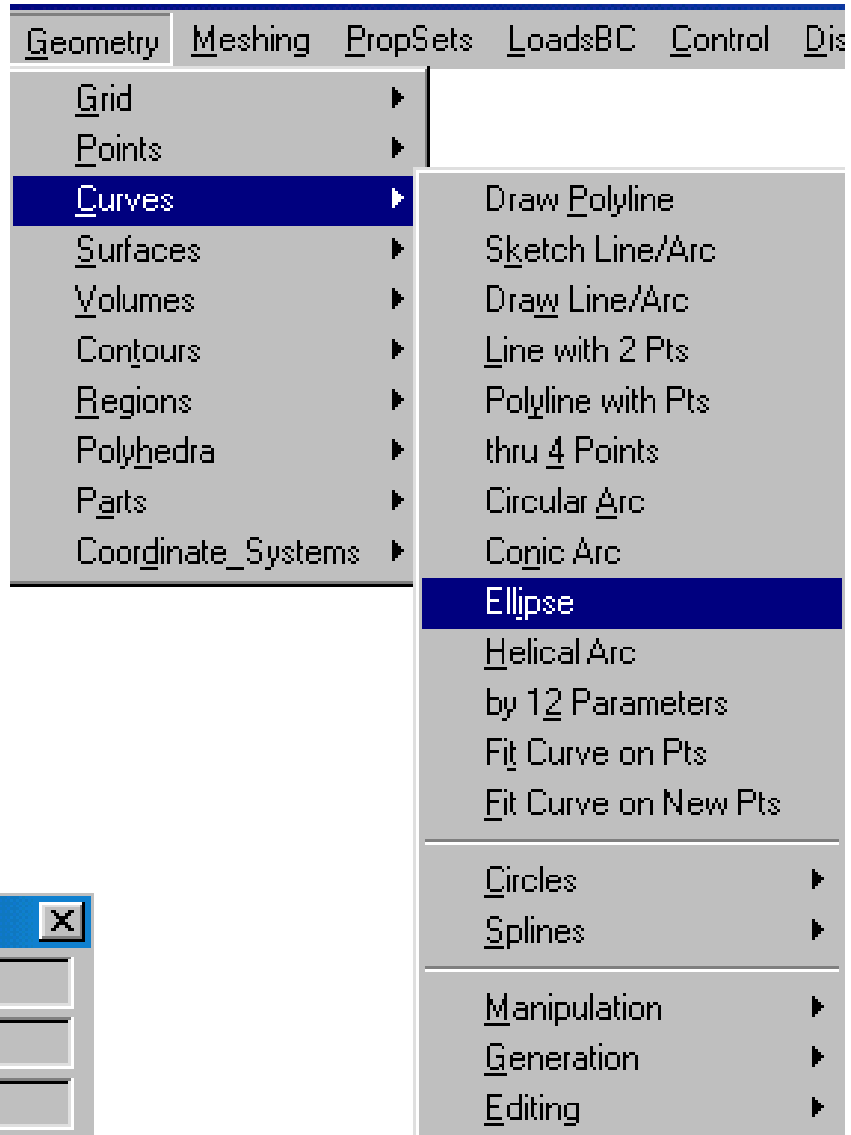 Geometry Meshing PropSets LoadsBC Control Dis
Grid
Points
Curves
Surfaces
Volumes
Contours
Regions
Polyhedra
Parts
Coordinate_Systems
Draw Polyline
Sketch Line/Arc
Draw Line/Arc
Line with 2 Pts
Polyline with Pts
thru 4 Points
Circular Arc
Conic Arc
Ellipse
Helical Arc
by 12 Parameters
Fit Curve on Pts
Fit Curve on New Pts
Circles
Splines
Manipulation
Generation
Editing